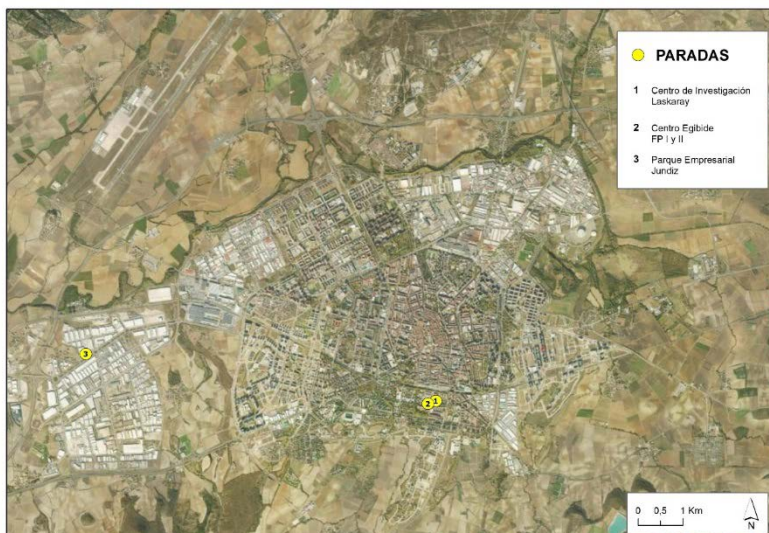 PARADAS
1 Centro de Investigación
Laskaray
2 Centro Egibide
FP I y II
3 Parque Empresarial
Jundiz
3
2 1
0 0,5 1 Km
N